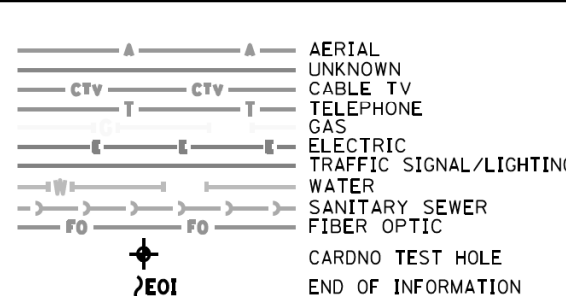 A A AERIAL
UNKNOWN
CTV CTV CABLE TV
T T TELEPHONE
G GAS
E E E ELECTRIC
TRAFFIC SIGNAL/LIGHTING
W WATER
SANITARY SEWER
FO FO FIBER OPTIC
CARDNO TEST HOLE
EOI END OF INFORMATION